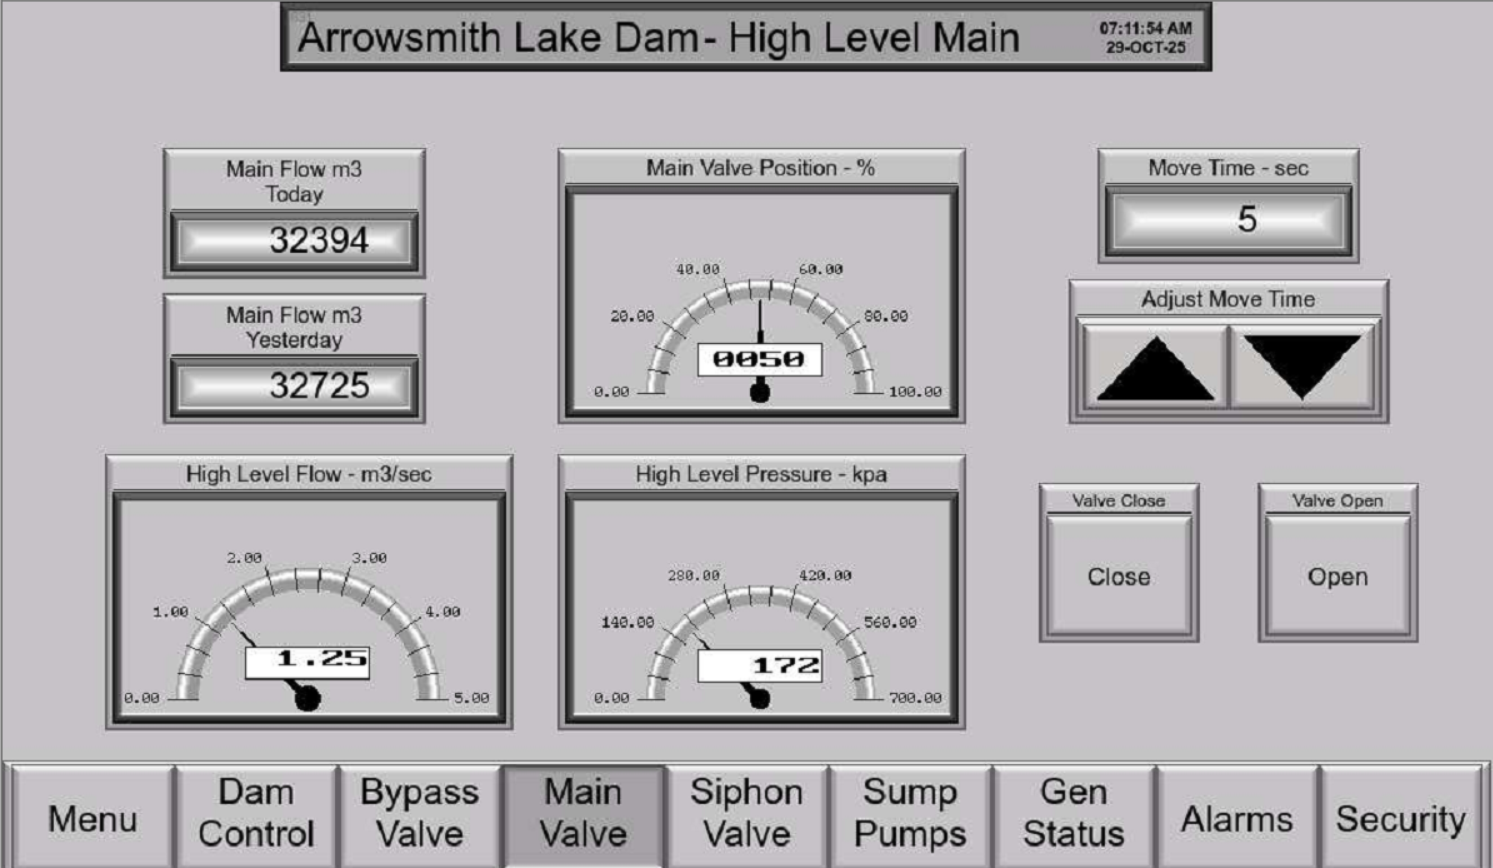 Arrowsmith Lake Dam- High Level Main
07:11:54 AM
29-OCT-25
Main Flow m3
Today
32394
Main Flow m3
Yesterday
32725
Main Valve Position - %
0.00
20.00
40.00
60.00
80.00
100.00
0050
Move Time - sec
5
Adjust Move Time
High Level Flow - m3/sec
0.00
1.00
2.00
3.00
4.00
5.00
1.25
High Level Pressure - kpa
0.00
140.00
280.00
420.00
560.00
700.00
172
Valve Close
Close
Valve Open
Open
Menu
Dam
Control
Bypass
Valve
Main
Valve
Siphon
Valve
Sump
Pumps
Gen
Status
Alarms
Security